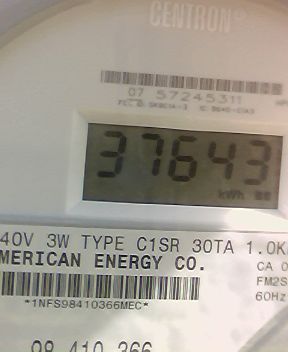 CENTRON
07 57245311
37643
kWh
40V 3W TYPE C1SR 30TA 1.0K
MERICAN ENERGY CO.
CA 0
FM2S
60Hz
*1NFS98410366MEC*
98 410 366